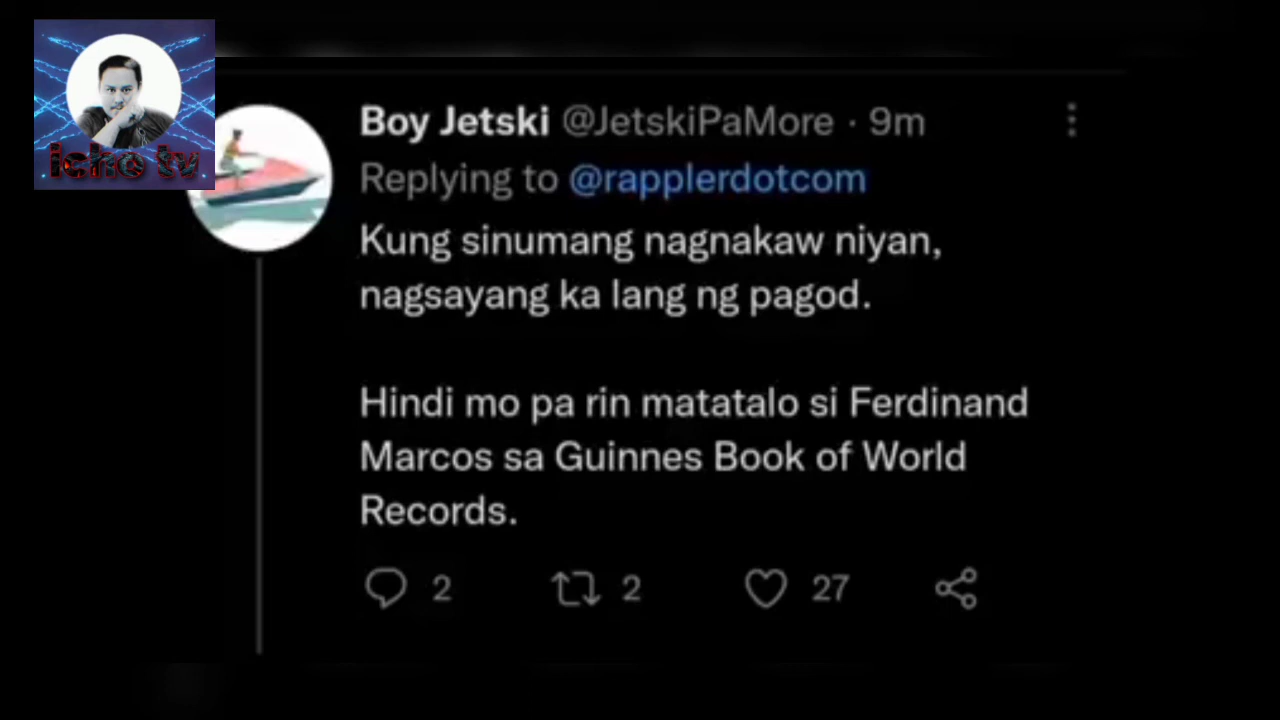 icho tv
Boy Jetski @JetskiPaMore · 9m
Replying to @rapplerdotcom
Kung sinumang nagnakaw niyan,
nagsayang ka lang ng pagod.
Hindi mo pa rin matatalo si Ferdinand
Marcos sa Guinnes Book of World
Records.
2 2 27